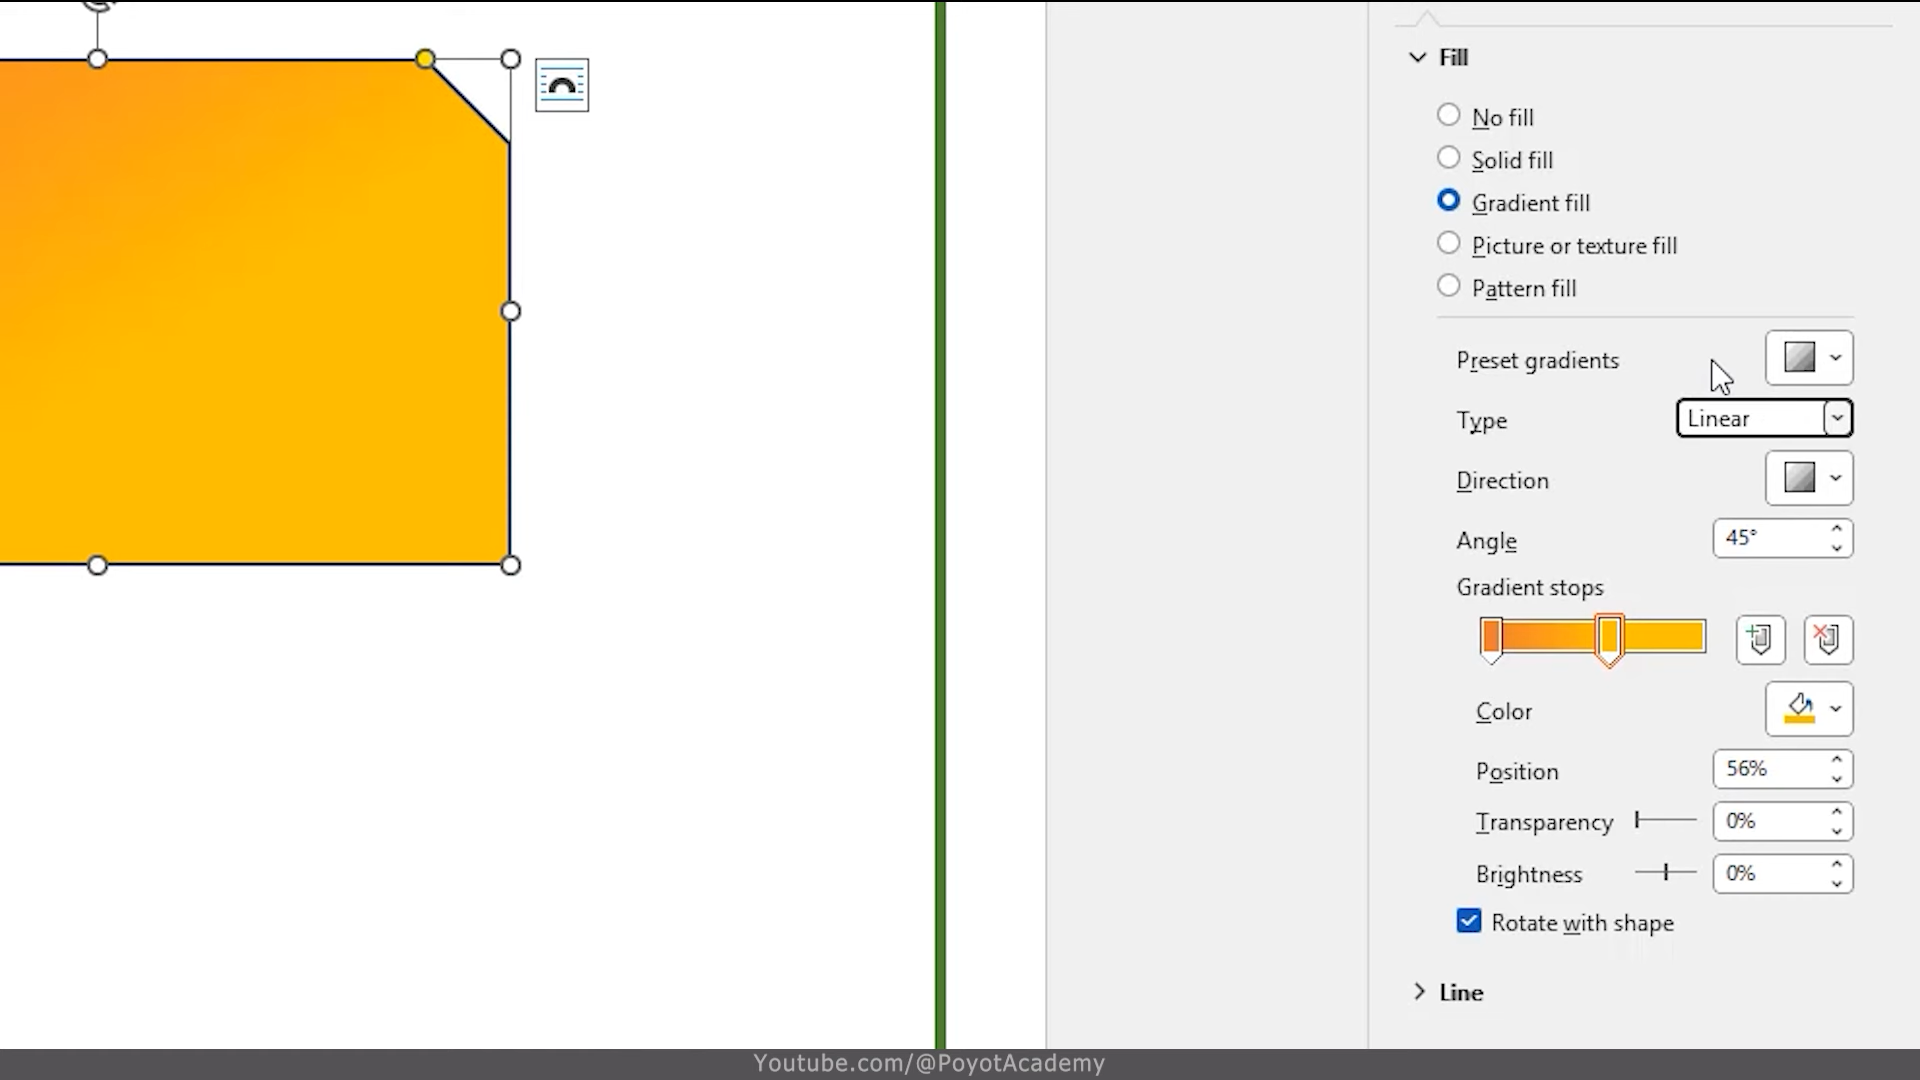 Fill
No fill
Solid fill
Gradient fill
Picture or texture fill
Pattern fill
Preset gradients
Type Linear
Direction
Angle 45°
Gradient stops
Color
Position 56%
Transparency 0%
Brightness 0%
Rotate with shape
Line
Youtube.com/@PoyotAcademy